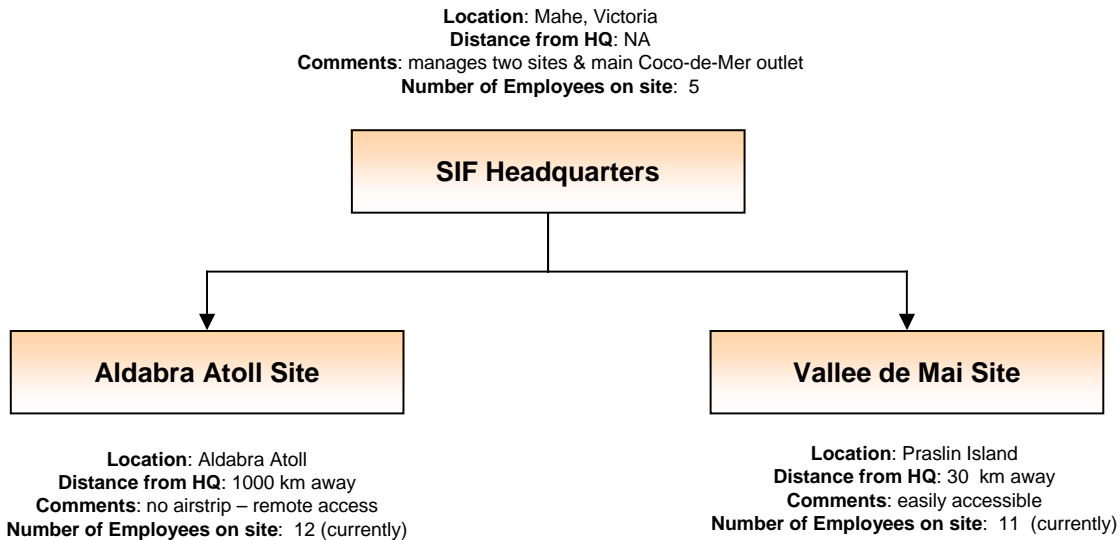 Location: Mahe, Victoria
Distance from HQ: NA
Comments: manages two sites & main Coco-de-Mer outlet
Number of Employees on site: 5
SIF Headquarters
Aldabra Atoll Site
Location: Aldabra Atoll
Distance from HQ: 1000 km away
Comments: no airstrip – remote access
Number of Employees on site: 12 (currently)
Vallee de Mai Site
Location: Praslin Island
Distance from HQ: 30 km away
Comments: easily accessible
Number of Employees on site: 11 (currently)